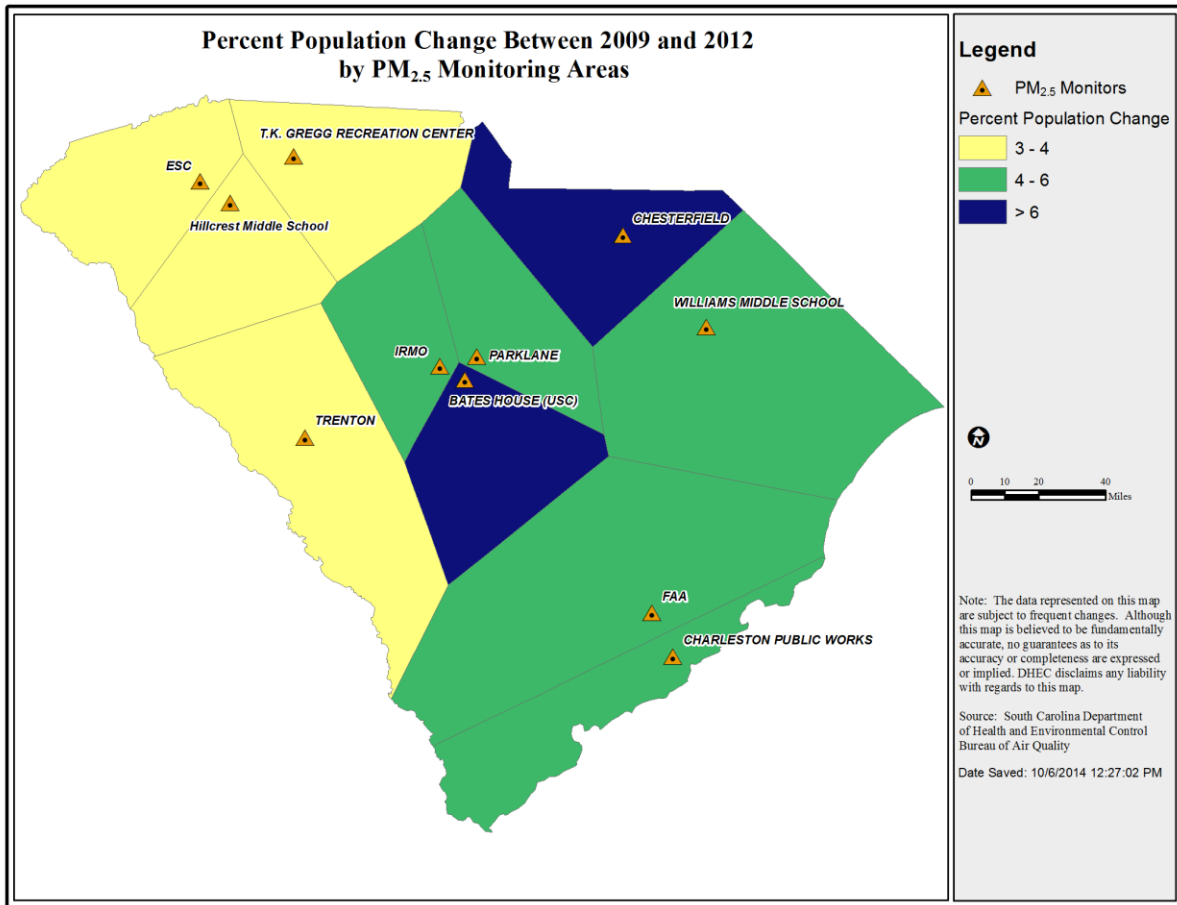 Percent Population Change Between 2009 and 2012
by PM2.5 Monitoring Areas
T.K. GREGG RECREATION CENTER
ESC
Hillcrest Middle School
CHESTERFIELD
WILLIAMS MIDDLE SCHOOL
IRMO
PARKLANE
BATES HOUSE (USC)
TRENTON
FAA
CHARLESTON PUBLIC WORKS
Legend
PM2.5 Monitors
Percent Population Change
3 - 4
4 - 6
> 6
N
0 10 20 40
Miles
Note: The data represented on this map
are subject to frequent changes. Although
this map is believed to be fundamentally
accurate, no guarantees as to its
accuracy or completeness are expressed
or implied. DHEC disclaims any liability
with regards to this map.
Source: South Carolina Department
of Health and Environmental Control
Bureau of Air Quality
Date Saved: 10/6/2014 12:27:02 PM